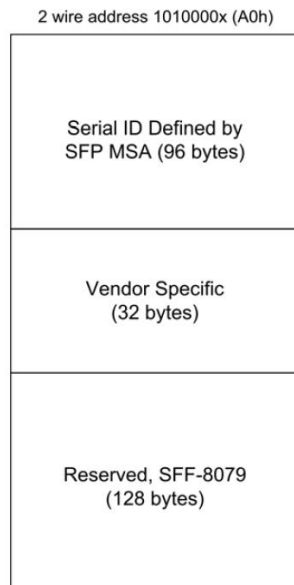 2 wire address 1010000x (A0h)
Serial ID Defined by
SFP MSA (96 bytes)
Vendor Specific
(32 bytes)
Reserved, SFF-8079
(128 bytes)